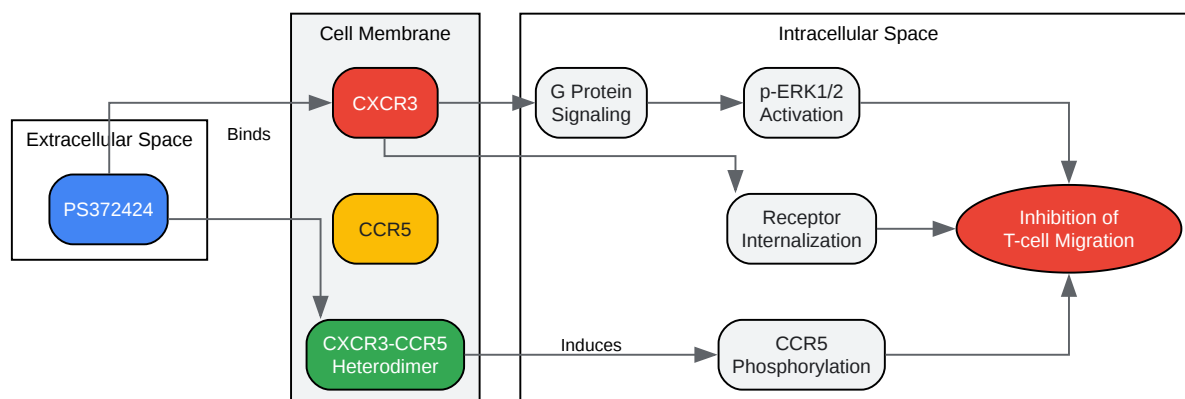 Cell Membrane
Intracellular Space
CXCR3
G Protein
Signaling
p-ERK1/2
Activation
Extracellular Space
Binds
PS372424
CCR5
Receptor
Internalization
Inhibition of
T-cell Migration
CXCR3-CCR5
Heterodimer
Induces
CCR5
Phosphorylation